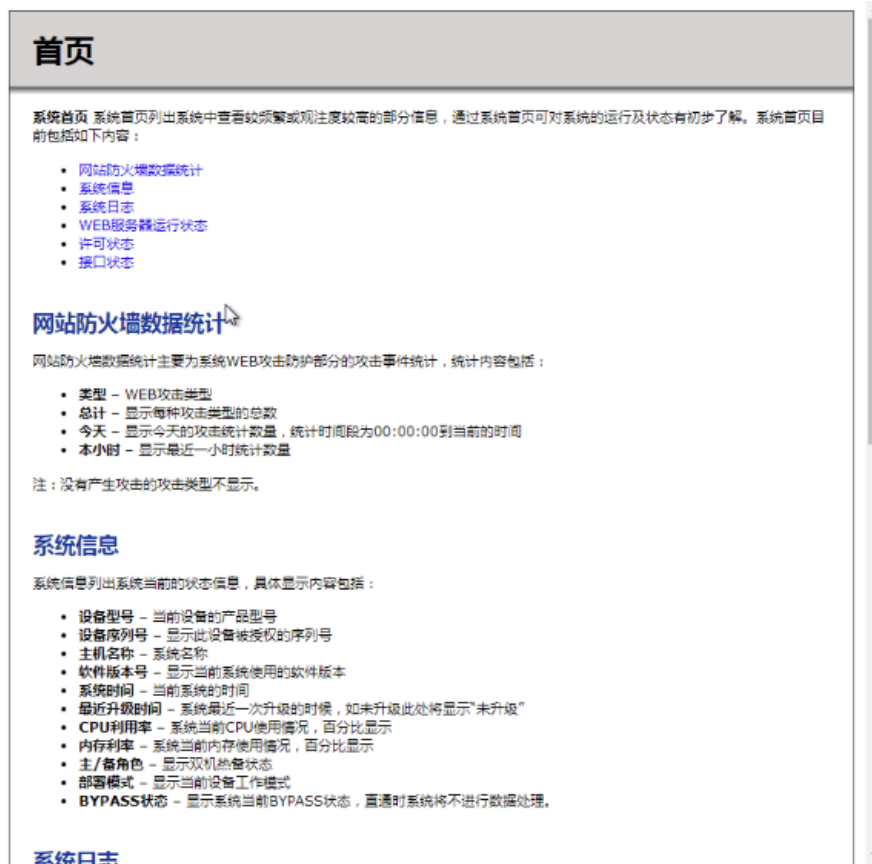 首页
系统首页 系统首页列出系统中查看较频繁或观注度较高的部分信息，通过系统首页可对系统的运行及状态有初步了解。系统首页目
前包括如下内容：
• 网站防火墙数据统计
• 系统信息
• 系统日志
• WEB服务器运行状态
• 许可状态
• 接口状态
网站防火墙数据统计
网站防火墙数据统计主要为系统WEB攻击防护部分的攻击事件统计，统计内容包括：
• 类型 – WEB攻击类型
• 总计 – 显示每种攻击类型的总数
• 今天 – 显示今天的攻击统计数量，统计时间段为00:00:00到当前的时间
• 本小时 – 显示最近一小时统计数量
注：没有产生攻击的攻击类型不显示。
系统信息
系统信息列出系统当前的状态信息，具体显示内容包括：
• 设备型号 – 当前设备的产品型号
• 设备序列号 – 显示此设备被授权的序列号
• 主机名称 – 系统名称
• 软件版本号 – 显示当前系统使用的软件版本
• 系统时间 – 当前系统的时间
• 最近升级时间 – 系统最近一次升级的时候，如未升级此处将显示“未升级”
• CPU利用率 – 系统当前CPU使用情况，百分比显示
• 内存利率 – 系统当前内存使用情况，百分比显示
• 主/备角色 – 显示双机热备状态
• 部署模式 – 显示当前设备工作模式
• BYPASS状态 – 显示系统当前BYPASS状态，直通时系统将不进行数据处理。
系统日志